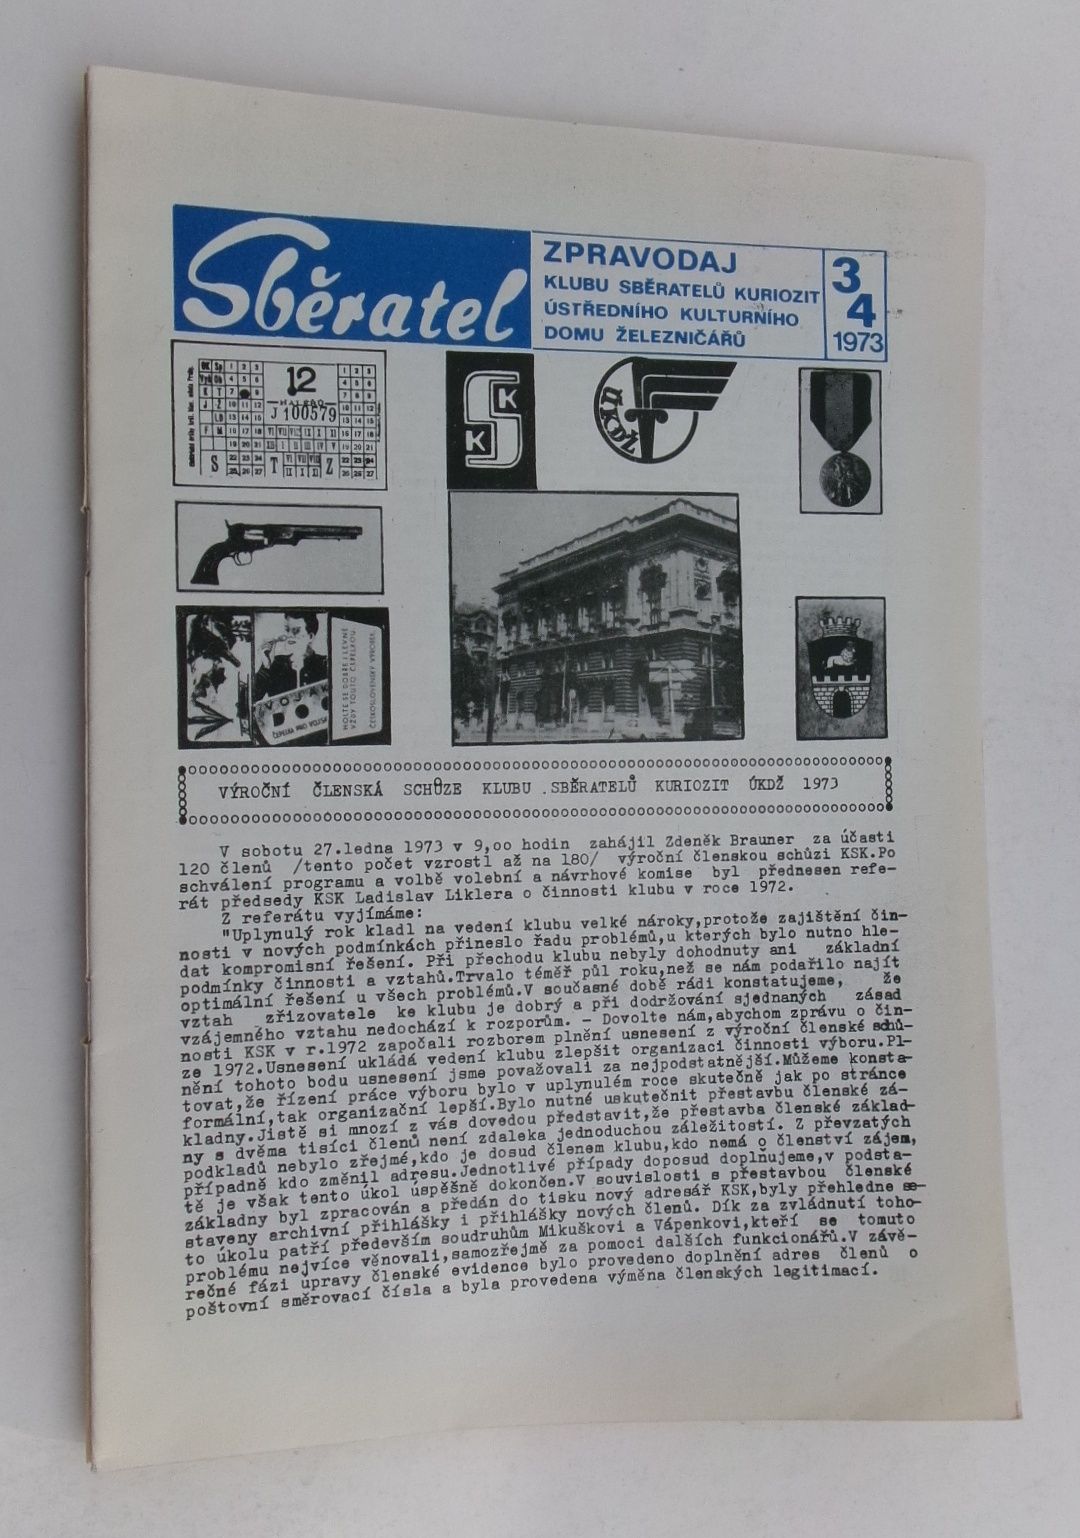 Sběratel
ZPRAVODAJ
KLUBU SBĚRATELŮ KURIOZIT
ÚSTŘEDNÍHO KULTURNÍHO
DOMU ŽELEZNIČÁŘŮ
3
4
1973
12
HALÉŘŮ
J 100579
S T Z
KSK
ÚKDŽ
VOJÁK
ČEPELKA PRO VOJSKO
HOLTE SE DOBŘE I LEVNĚ
VŽDY TOUTO ČEPELKOU.
ČESKOSLOVENSKÝ VÝROBEK.
VÝROČNÍ ČLENSKÁ SCHŮZE KLUBU SBĚRATELŮ KURIOZIT ÚKDŽ 1973
V sobotu 27.ledna 1973 v 9,oo hodin zahájil Zdeněk Brauner za účasti
120 členů /tento počet vzrostl až na 180/ výroční členskou schůzi KSK.Po
schválení programu a volbě volební a návrhové komise byl přednesen refe-
rát předsedy KSK Ladislav Liklera o činnosti klubu v roce 1972.
Z referátu vyjímáme:
"Uplynulý rok kladl na vedení klubu velké nároky,protože zajištění čin-
nosti v nových podmínkách přineslo řadu problémů,u kterých bylo nutno hle-
dat kompromisní řešení. Při přechodu klubu nebyly dohodnuty ani základní
podmínky činnosti a vztahů.Trvalo téměř půl roku,než se nám podařilo najít
optimální řešení u všech problémů.V současné době rádi konstatujeme, že
vztah zřizovatele ke klubu je dobrý a při dodržování sjednaných zásad
vzájemného vztahu nedochází k rozporům. - Dovolte nám,abychom zprávu o čin-
nosti KSK v r.1972 započali rozborem plnění usnesení z výroční členské schů-
ze 1972.Usnesení ukládá vedení klubu zlepšit organizaci činnosti výboru.Pl-
nění tohoto bodu usnesení jsme považovali za nejpodstatnější.Můžeme konsta-
tovat,že řízení práce výboru bylo v uplynulém roce skutečně jak po stránce
formální,tak organizační lepší.Bylo nutné uskutečnit přestavbu členské zá-
kladny.Jistě si mnozí z vás dovedou představit,že přestavba členské základ-
ny s dvěma tisíci členů není zdaleka jednoduchou záležitostí. Z převzatých
podkladů nebylo zřejmé,kdo je dosud členem klubu,kdo nemá o členství zájem,
případně kdo změnil adresu.Jednotlivé případy doposud doplňujeme,v podsta-
tě je však tento úkol úspěšně dokončen.V souvislosti s přestavbou členské
základny byl zpracován a předán do tisku nový adresář KSK,byly přehledne se-
staveny archivní přihlášky i přihlášky nových členů. Dík za zvládnutí toho-
to úkolu patří především soudruhům Mikuškovi a Vápenkovi,kteří se tomuto
problému nejvíce věnovali,samozřejmě za pomoci dalších funkcionářů.V závě-
rečné fázi úpravy členské evidence bylo provedeno doplnění adres členů o
poštovní směrovací čísla a byla provedena výměna členských legitimací.